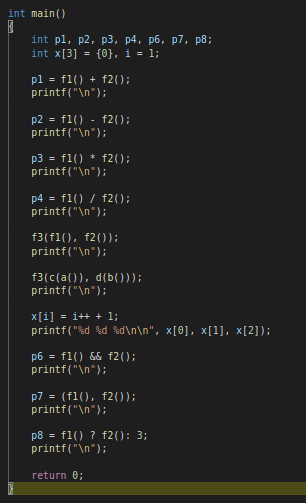 int main()
{
int p1, p2, p3, p4, p6, p7, p8;
int x[3] = {0}, i = 1;
p1 = f1() + f2();
printf("\n");
p2 = f1() - f2();
printf("\n");
p3 = f1() * f2();
printf("\n");
p4 = f1() / f2();
printf("\n");
f3(f1(), f2());
printf("\n");
f3(c(a()), d(b()));
printf("\n");
x[i] = i++ + 1;
printf("%d %d %d\n\n", x[0], x[1], x[2]);
p6 = f1() && f2();
printf("\n");
p7 = (f1(), f2());
printf("\n");
p8 = f1() ? f2(): 3;
printf("\n");
return 0;
}